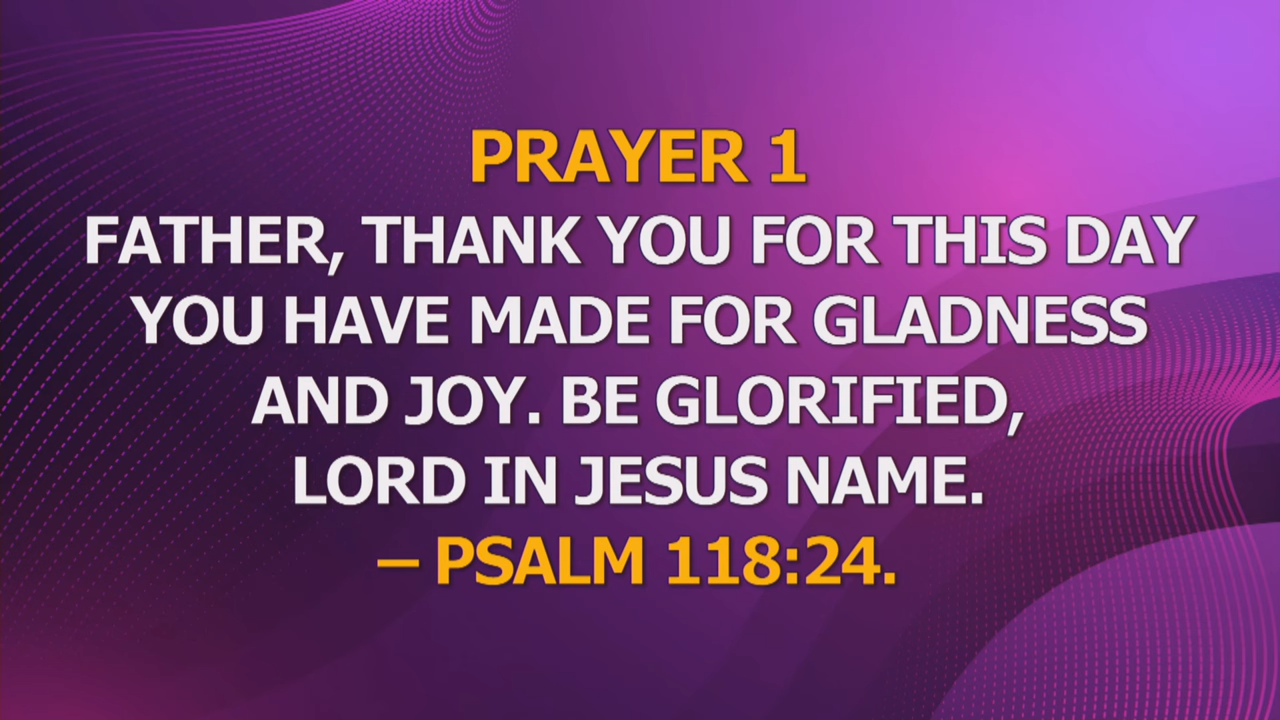 PRAYER 1
FATHER, THANK YOU FOR THIS DAY
YOU HAVE MADE FOR GLADNESS
AND JOY. BE GLORIFIED,
LORD IN JESUS NAME.
– PSALM 118:24.